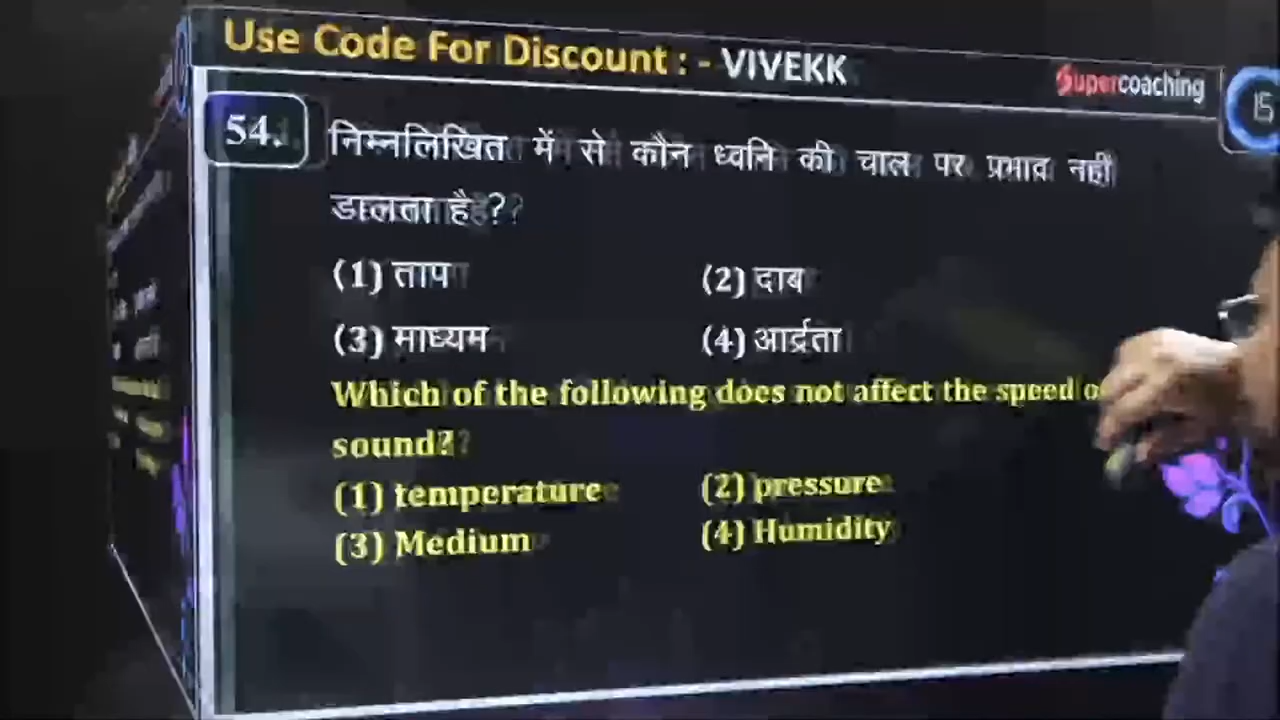 Use Code For Discount : - VIVEKK
Supercoaching
15
54. निम्नलिखित में से कौन ध्वनि की चाल पर प्रभाव नहीं
डालता है?
(1) ताप (2) दाब
(3) माध्यम (4) आर्द्रता
Which of the following does not affect the speed
sound?
(1) temperature (2) pressure
(3) Medium (4) Humidity